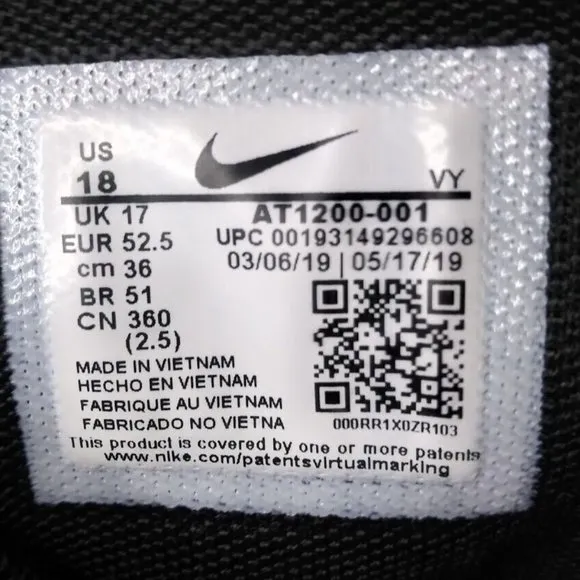 US
18
VY
UK 17
AT1200-001
EUR 52.5
UPC 00193149296608
cm 36
03/06/19 | 05/17/19
BR 51
CN 360
(2.5)
MADE IN VIETNAM
HECHO EN VIETNAM
FABRIQUE AU VIETNAM
FABRICADO NO VIETNA
000RR1X0ZR103
This product is covered by one or more patents
www.nike.com/patentsvirtualmarking